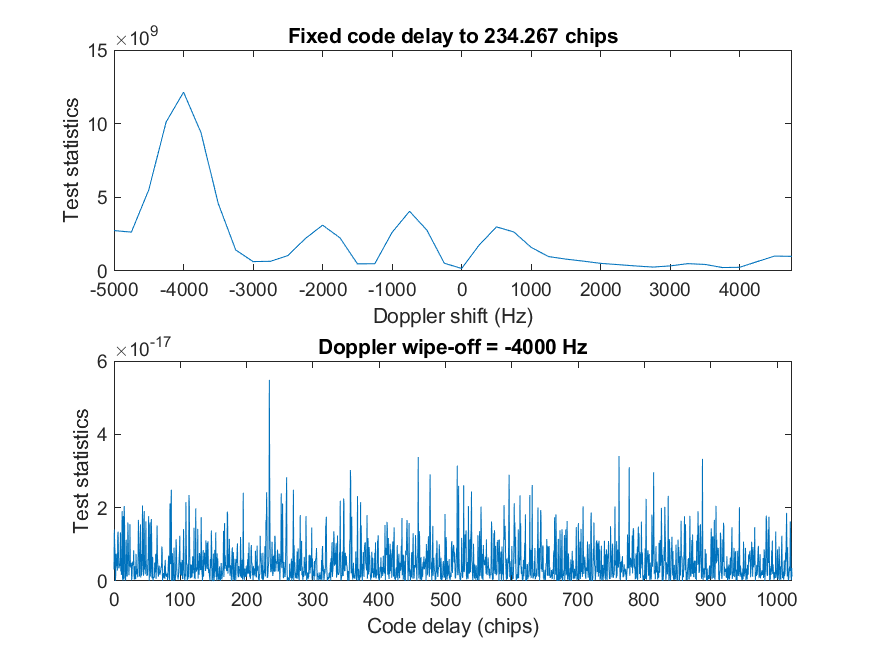 ×10^9
Fixed code delay to 234.267 chips
15
10
5
0
Test statistics
-5000 -4000 -3000 -2000 -1000 0 1000 2000 3000 4000
Doppler shift (Hz)
×10^-17
Doppler wipe-off = -4000 Hz
6
4
2
0
Test statistics
0 100 200 300 400 500 600 700 800 900 1000
Code delay (chips)